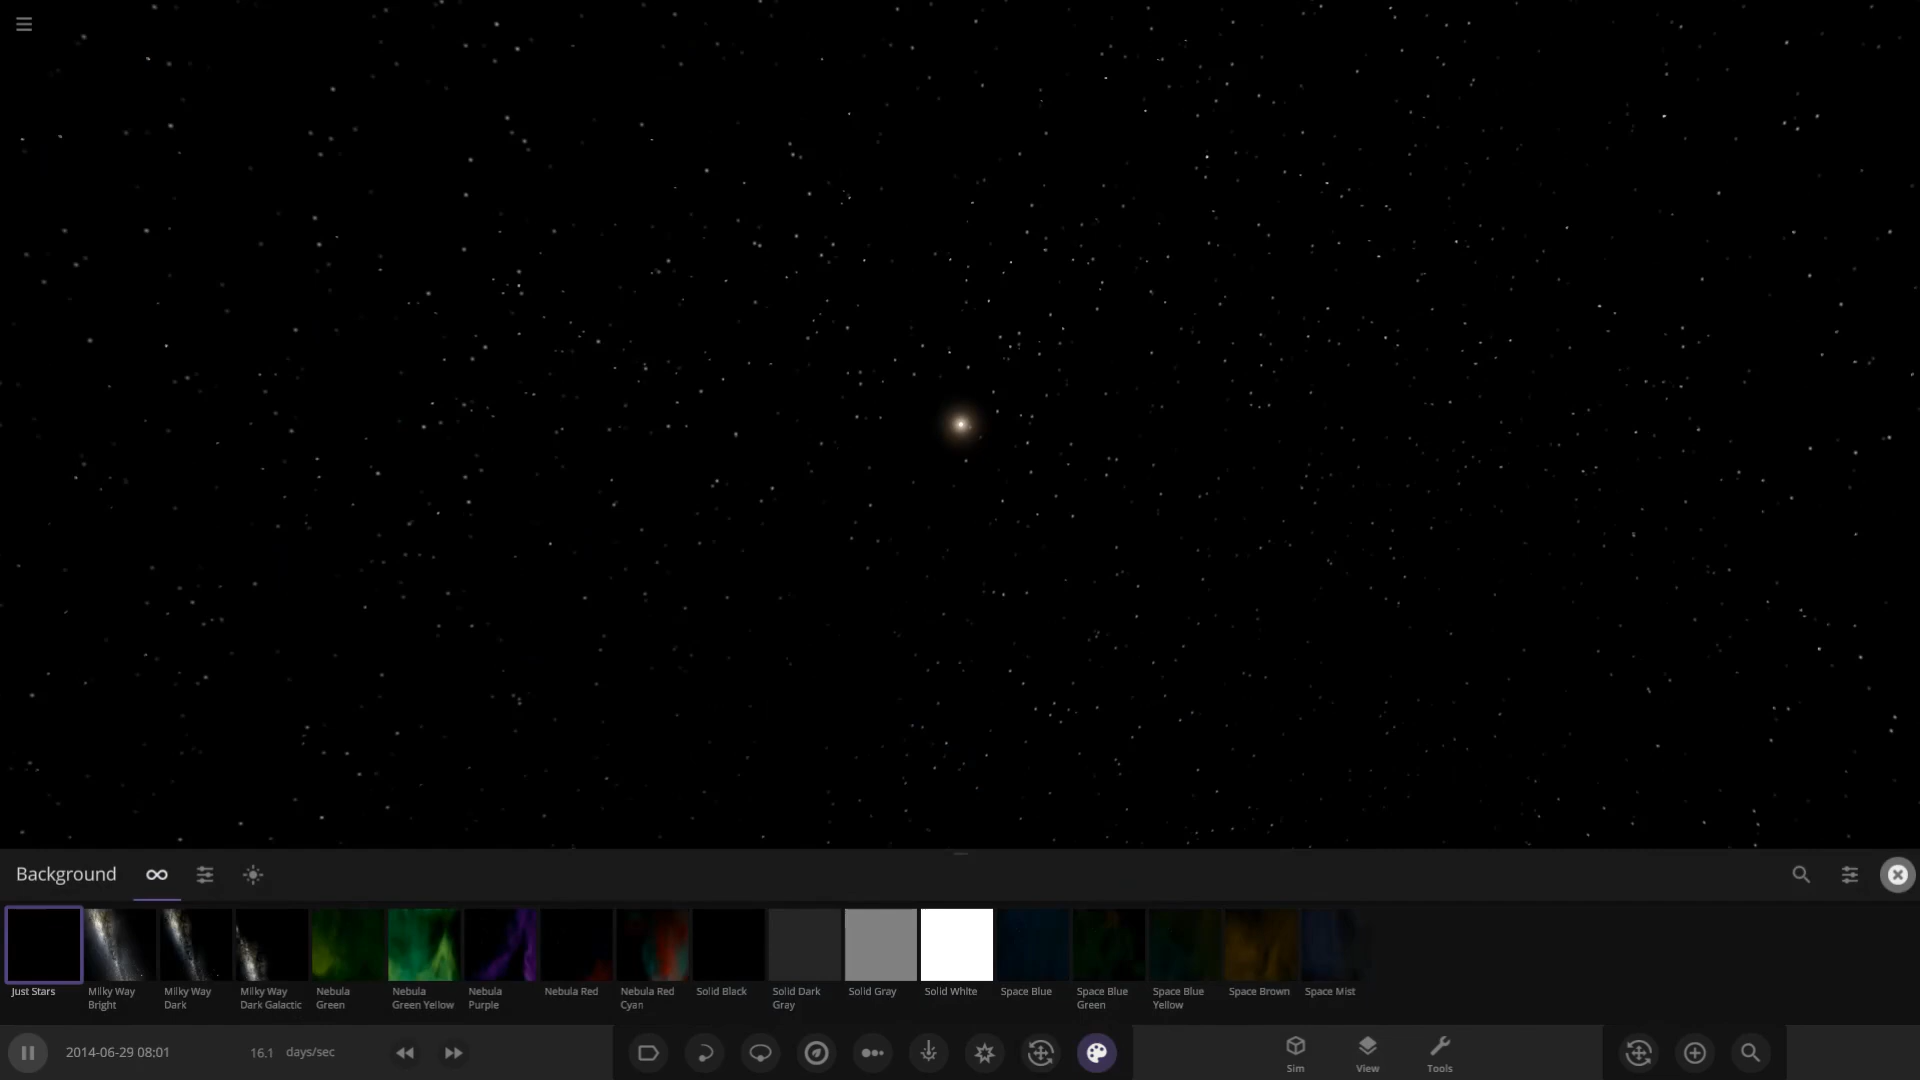 Background
Just Stars
Milky Way
Bright
Milky Way
Dark
Milky Way
Dark Galactic
Nebula
Green
Nebula
Green Yellow
Nebula
Purple
Nebula Red
Nebula Red
Cyan
Solid Black
Solid Dark
Gray
Solid Gray
Solid White
Space Blue
Space Blue
Green
Space Blue
Yellow
Space Brown
Space Mist
2014-06-29 08:01
16.1 days/sec
Sim
View
Tools